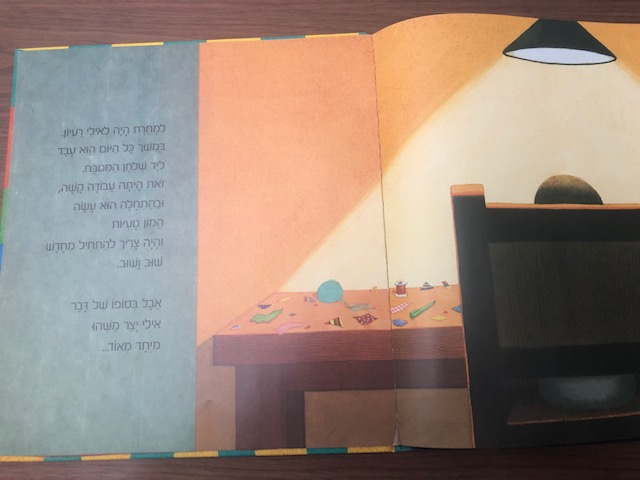 לְמָחֳרָת הָיָה לְאִילִי רַעְיוֹן.
בְּמֶשֶׁךְ כָּל הַיּוֹם הוּא עָבַד
לְיַד שֻׁלְחַן הַמִּטְבָּח.
זֹאת הָיְתָה עֲבוֹדָה קָשָׁה,
וּבַהַתְחָלָה הוּא עָשָׂה
הֲמוֹן טָעֻיּוֹת
וְהָיָה צָרִיךְ לְהַתְחִיל מֵחָדָשׁ
שׁוּב וָשׁוּב.
אֲבָל בְּסוֹפוֹ שֶׁל דָּבָר
אִילִי יָצַר מַשֶּׁהוּ
מְיֻחָד מְאוֹד...